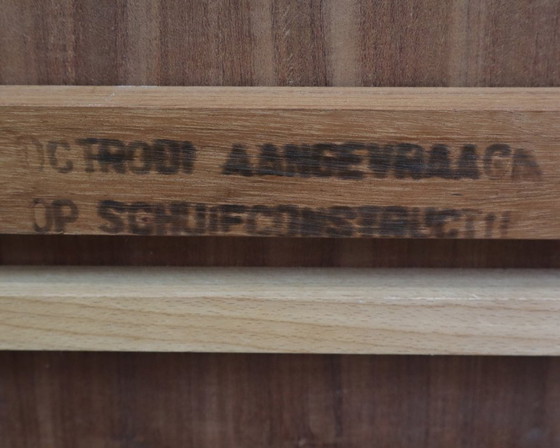 OCTROOI AANGEVRAAGD
OP SCHUIFCONSTRUCTIE